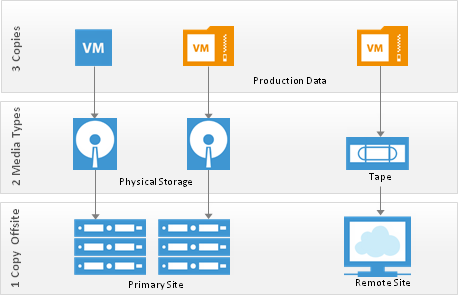 3 Copies
VM
VM
VM
Production Data
2 Media Types
Physical Storage
Tape
1 Copy Offsite
Primary Site
Remote Site